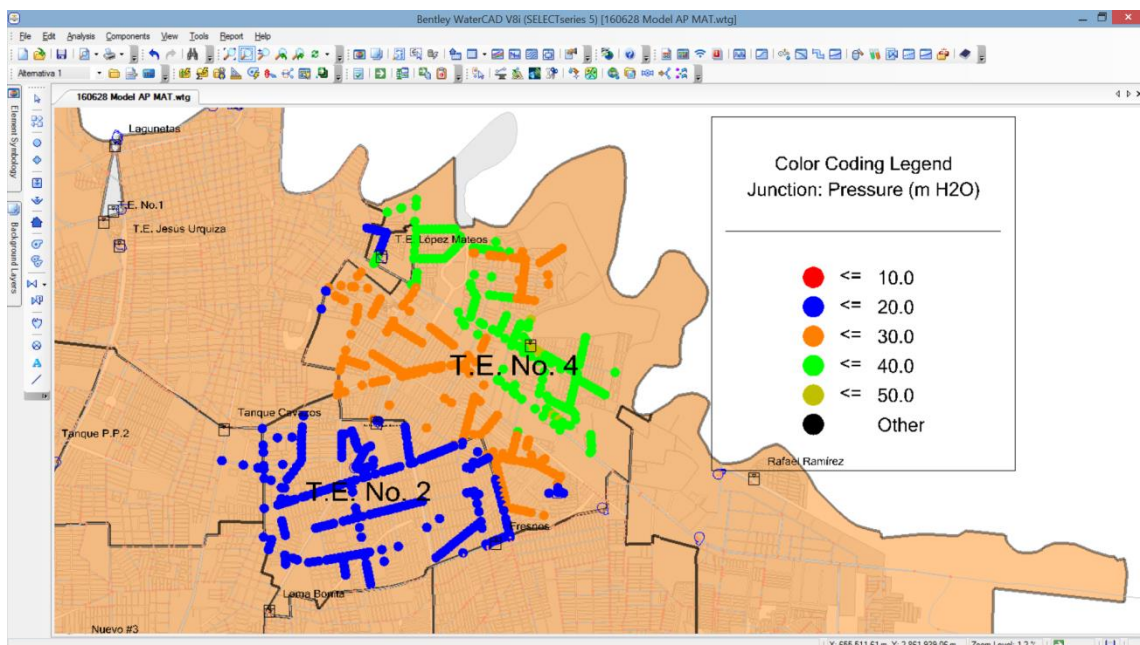 Bentley WaterCAD V8i (SELECTseries 5) [160628 Model AP MAT.wtg]
File Edit Analysis Components View Tools Report Help
Alternativa 1
160628 Model AP MAT.wtg
Element Symbology
Background Layers
Lagunetas
T.E. No.1
T.E. Jesús Urquiza
T.E. López Mateos
T.E. No. 4
Tanque Cavazos
Tanque P.P.2
T.E. No. 2
Fresnos
Rafael Ramírez
Loma Bonita
Nuevo #3
Color Coding Legend
Junction: Pressure (m H2O)
<= 10.0
<= 20.0
<= 30.0
<= 40.0
<= 50.0
Other